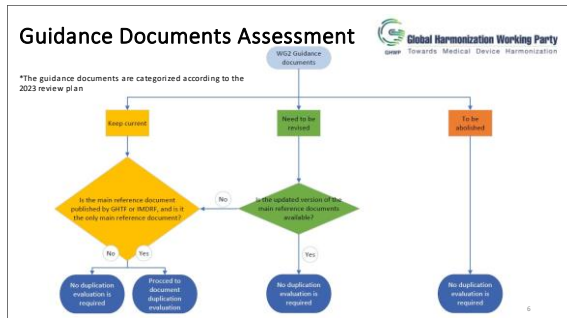 Guidance Documents Assessment
GHWP
Global Harmonization Working Party
Towards Medical Device Harmonization
WG2 Guidance
documents
*The guidance documents are categorized according to the
2023 review plan
Keep current
Need to be
revised
To be
abolished
Is the main reference document
published by GHTF or IMDRF, and is it
the only main reference document?
No
Is the updated version of the
main reference documents
available?
No
Yes
Yes
No duplication
evaluation is
required
Proceed to
document
duplication
evaluation
No duplication
evaluation is
required
No duplication
evaluation is
required
6